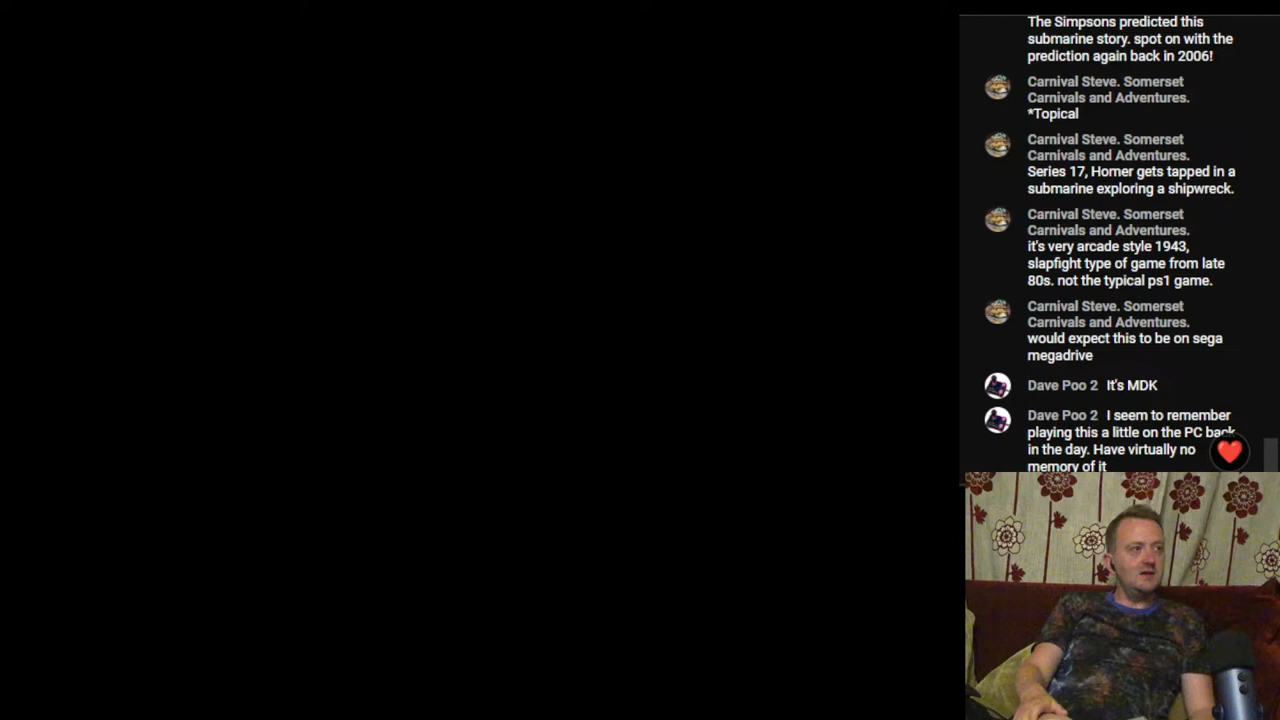 The Simpsons predicted this
submarine story. spot on with the
prediction again back in 2006!
Carnival Steve. Somerset
Carnivals and Adventures.
*Topical
Carnival Steve. Somerset
Carnivals and Adventures.
Series 17, Homer gets tapped in a
submarine exploring a shipwreck.
Carnival Steve. Somerset
Carnivals and Adventures.
it's very arcade style 1943,
slapfight type of game from late
80s. not the typical ps1 game.
Carnival Steve. Somerset
Carnivals and Adventures.
would expect this to be on sega
megadrive
Dave Poo 2 It's MDK
Dave Poo 2 I seem to remember
playing this a little on the PC back
in the day. Have virtually no
memory of it